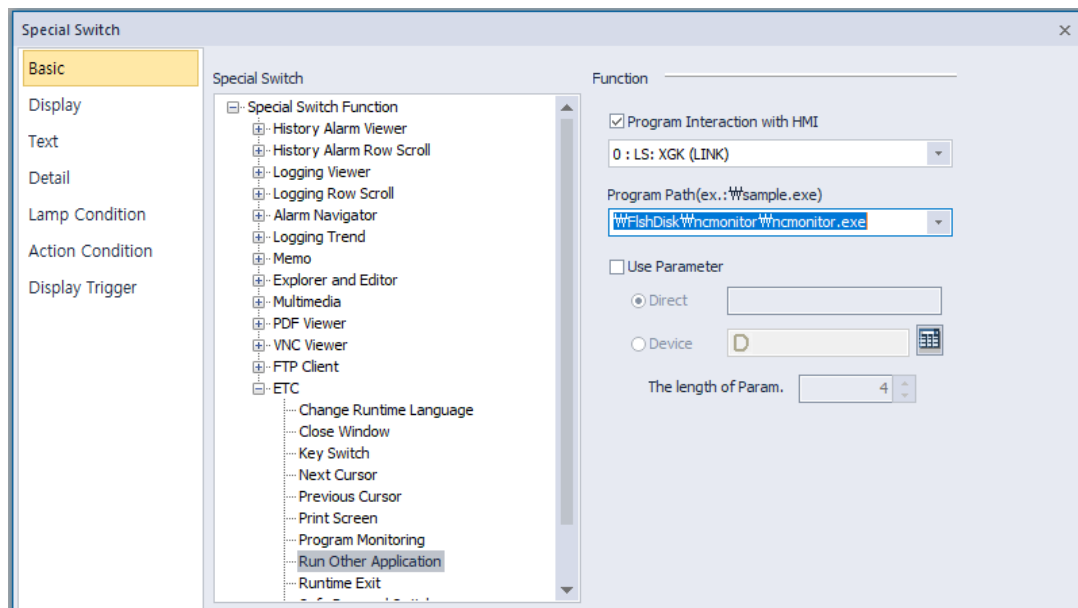 Special Switch
Basic
Display
Text
Detail
Lamp Condition
Action Condition
Display Trigger
Special Switch
Special Switch Function
History Alarm Viewer
History Alarm Row Scroll
Logging Viewer
Logging Row Scroll
Alarm Navigator
Logging Trend
Memo
Explorer and Editor
Multimedia
PDF Viewer
VNC Viewer
FTP Client
ETC
Change Runtime Language
Close Window
Key Switch
Next Cursor
Previous Cursor
Print Screen
Program Monitoring
Run Other Application
Runtime Exit
Function
Program Interaction with HMI
0 : LS: XGK (LINK)
Program Path(ex.:₩sample.exe)
₩FlshDisk₩ncmonitor₩ncmonitor.exe
Use Parameter
Direct
Device D
The length of Param. 4